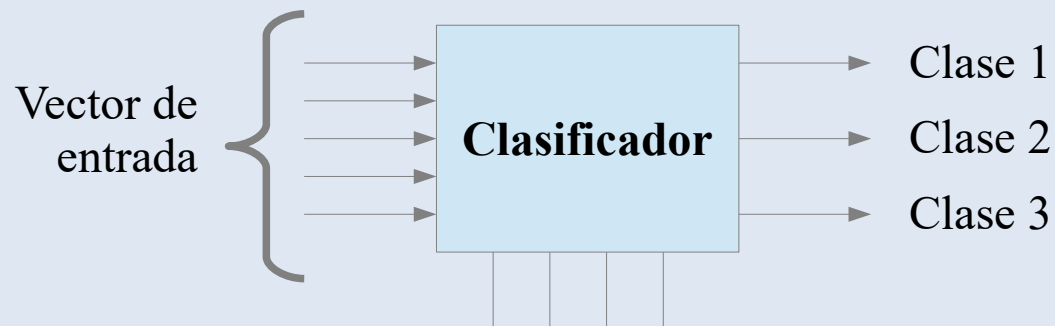 Vector de
entrada
Clasificador
Clase 1
Clase 2
Clase 3